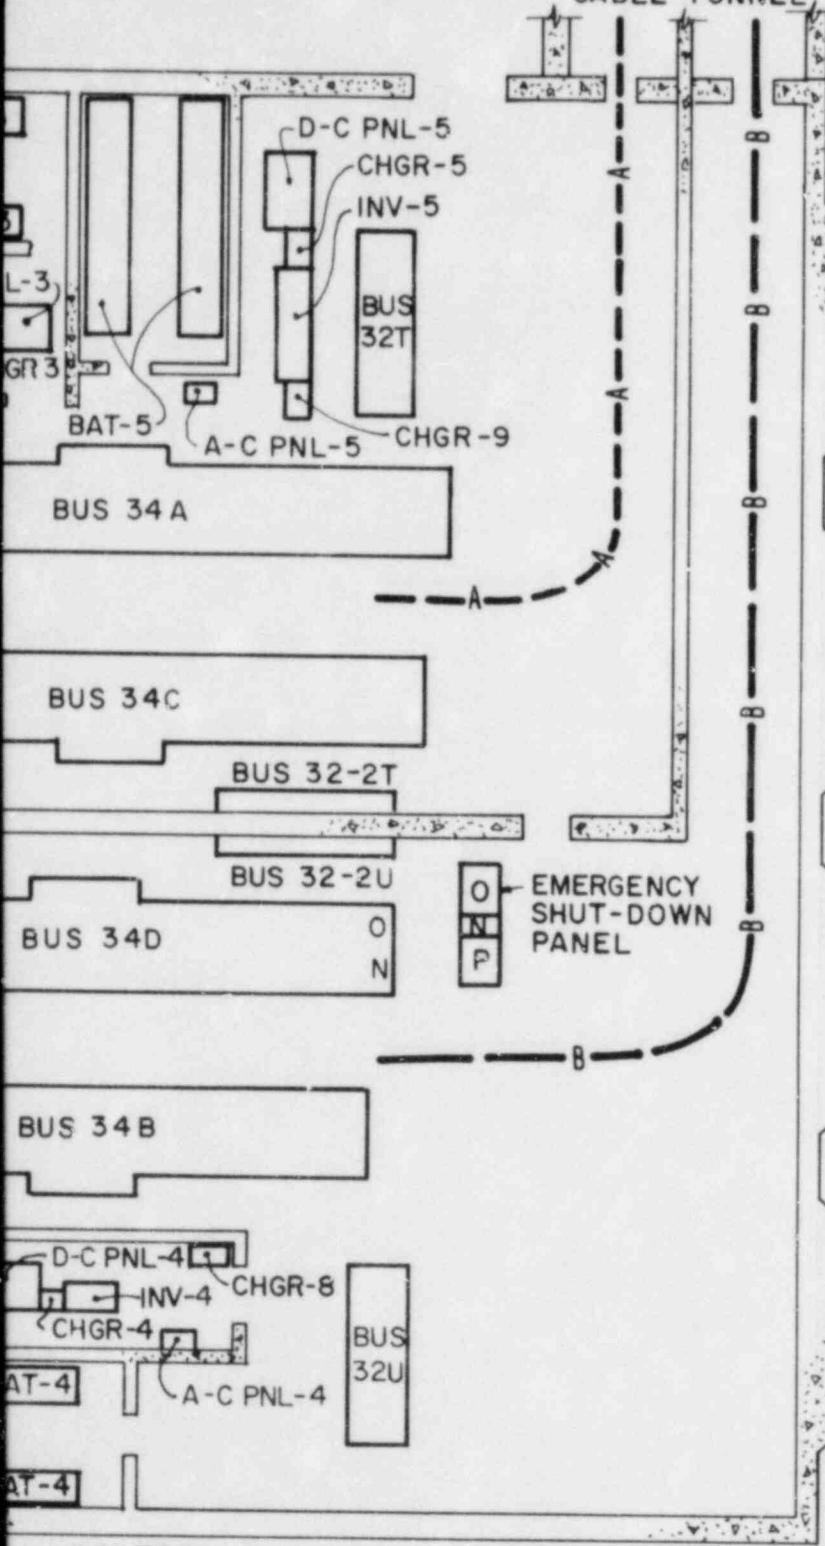 CABLE TUNNEL
D-C PNL-5
CHGR-5
INV-5
BUS
32T
L-3
GR3
BAT-5
A-C PNL-5
CHGR-9
A
A
A
A
B
B
B
B
B
B
BUS 34A
BUS 34C
BUS 32-2T
BUS 32-2U
BUS 34D
O
N
O
N
P
EMERGENCY
SHUT-DOWN
PANEL
BUS 34B
D-C PNL-4
CHGR-8
INV-4
CHGR-4
A-C PNL-4
BUS
32U
AT-4
AT-4